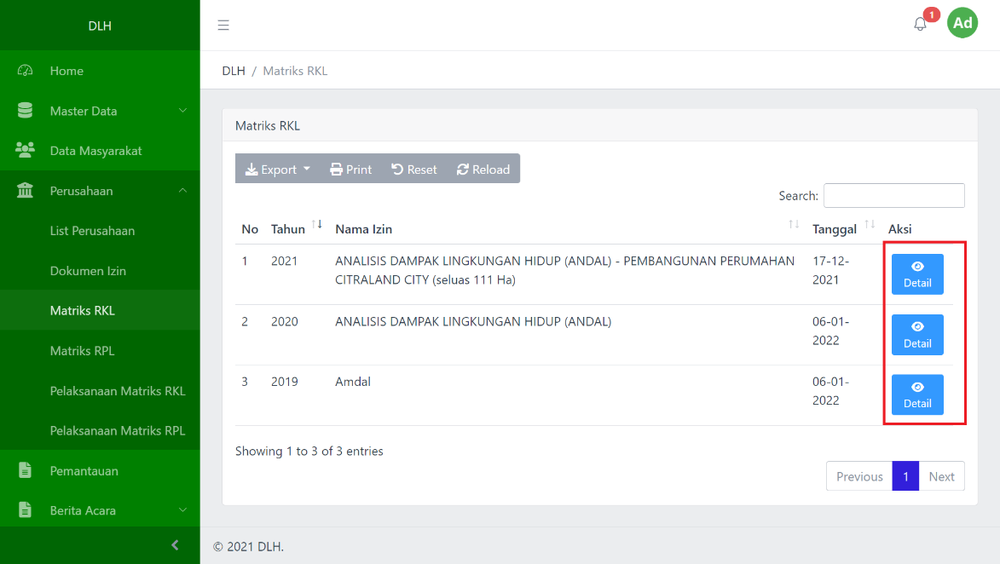 DLH
Home
Master Data
Data Masyarakat
Perusahaan
List Perusahaan
Dokumen Izin
Matriks RKL
Matriks RPL
Pelaksanaan Matriks RKL
Pelaksanaan Matriks RPL
Pemantauan
Berita Acara
1
Ad
DLH / Matriks RKL
Matriks RKL
Export Print Reset Reload
Search:
No Tahun Nama Izin Tanggal Aksi
1 2021 ANALISIS DAMPAK LINGKUNGAN HIDUP (ANDAL) - PEMBANGUNAN PERUMAHAN 17-12-
CITRALAND CITY (seluas 111 Ha) 2021
Detail
2 2020 ANALISIS DAMPAK LINGKUNGAN HIDUP (ANDAL) 06-01-
2022
Detail
3 2019 Amdal 06-01-
2022
Detail
Showing 1 to 3 of 3 entries
Previous 1 Next
© 2021 DLH.